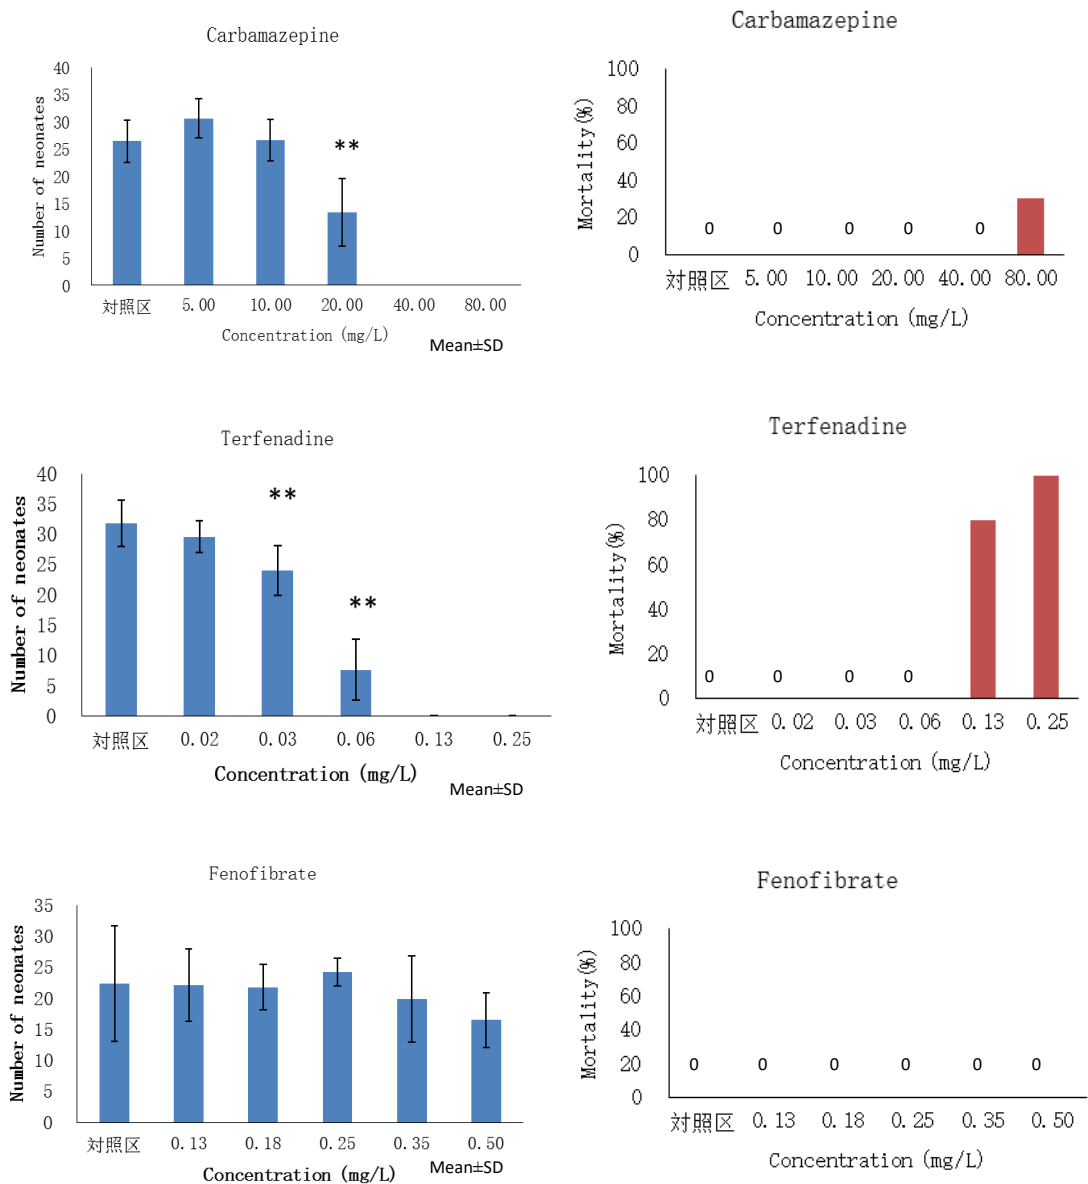 Carbamazepine
Number of neonates
40
35
30
25
20
15
10
5
0
**
対照区 5.00 10.00 20.00 40.00 80.00
Concentration (mg/L)
Mean±SD
Carbamazepine
Mortality(%)
100
80
60
40
20
0
0 0 0 0 0
対照区 5.00 10.00 20.00 40.00 80.00
Concentration (mg/L)
Terfenadine
Number of neonates
40
35
30
25
20
15
10
5
0
**
**
対照区 0.02 0.03 0.06 0.13 0.25
Concentration (mg/L)
Mean±SD
Terfenadine
Mortality(%)
100
80
60
40
20
0
0 0 0 0
対照区 0.02 0.03 0.06 0.13 0.25
Concentration (mg/L)
Fenofibrate
Number of neonates
35
30
25
20
15
10
5
0
対照区 0.13 0.18 0.25 0.35 0.50
Concentration (mg/L)
Mean±SD
Fenofibrate
Mortality(%)
100
80
60
40
20
0
0 0 0 0 0 0
対照区 0.13 0.18 0.25 0.35 0.50
Concentration (mg/L)